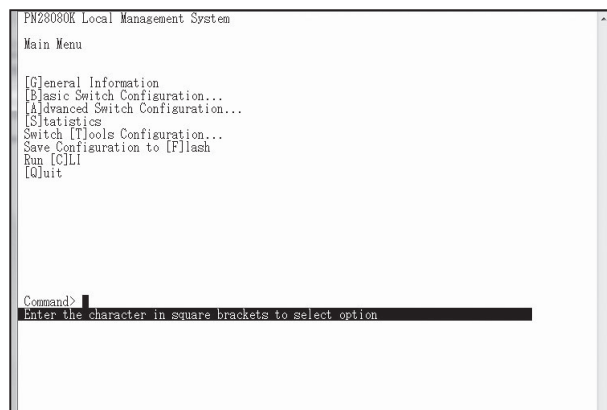 PN28080K Local Management System
Main Menu
[G]eneral Information
[B]asic Switch Configuration...
[A]dvanced Switch Configuration...
[S]tatistics
Switch [T]ools Configuration...
Save Configuration to [F]lash
Run [C]LI
[Q]uit
Command>
Enter the character in square brackets to select option